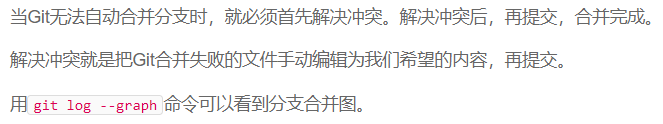 当Git无法自动合并分支时，就必须首先解决冲突。解决冲突后，再提交，合并完成。
解决冲突就是把Git合并失败的文件手动编辑为我们希望的内容，再提交。
用git log --graph命令可以看到分支合并图。